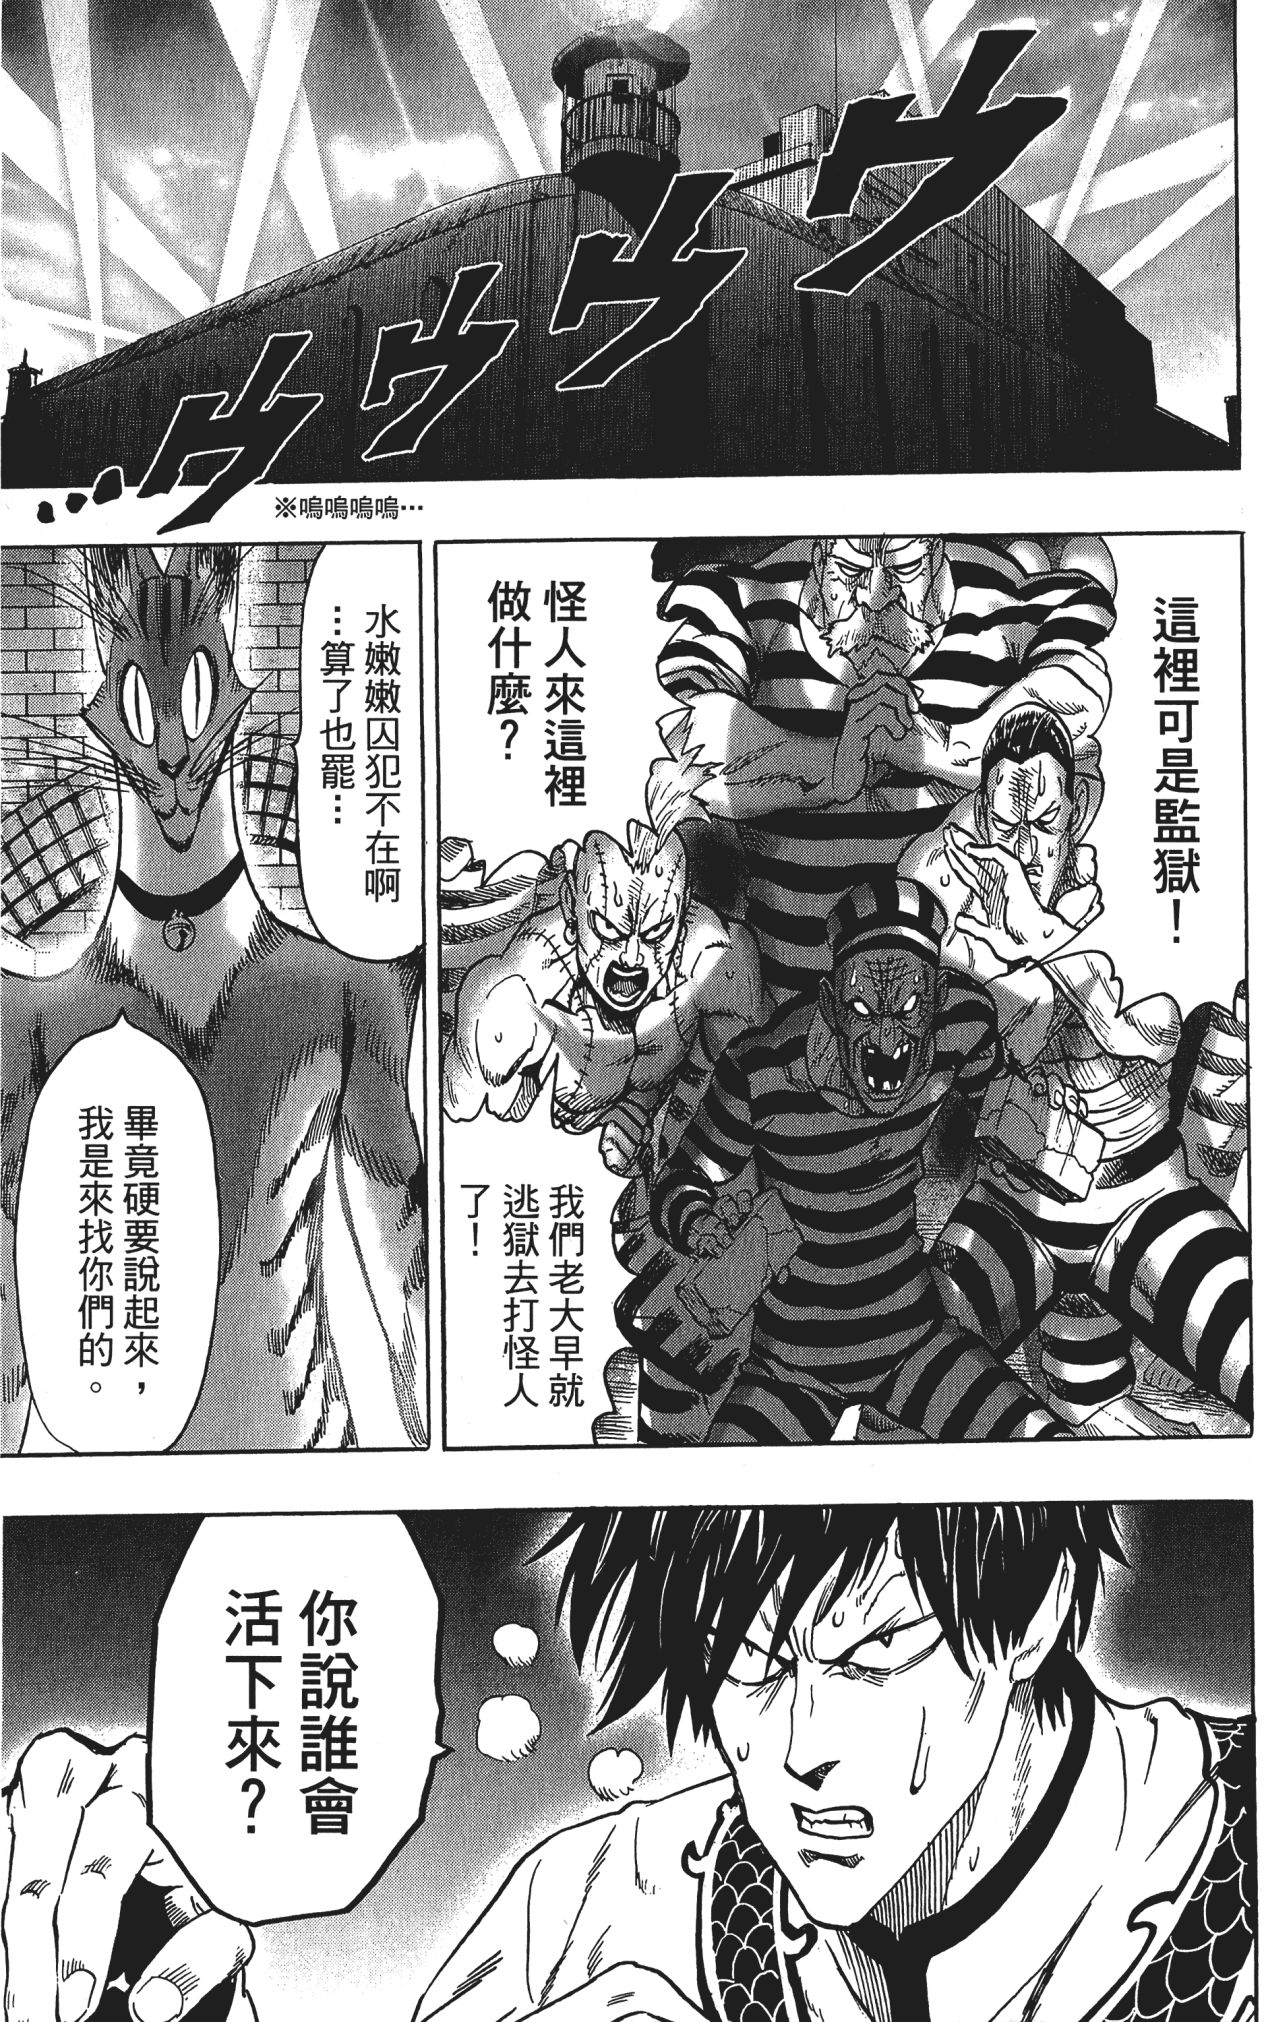 ウウウウ…
※嗚嗚嗚嗚…
這裡可是監獄！
怪人來這裡
做什麼？
我們老大早就
逃獄去打怪人
了！
水嫩嫩囚犯不在啊
…算了也罷…
畢竟硬要說起來，
我是來找你們的。
你說誰會
活下來？